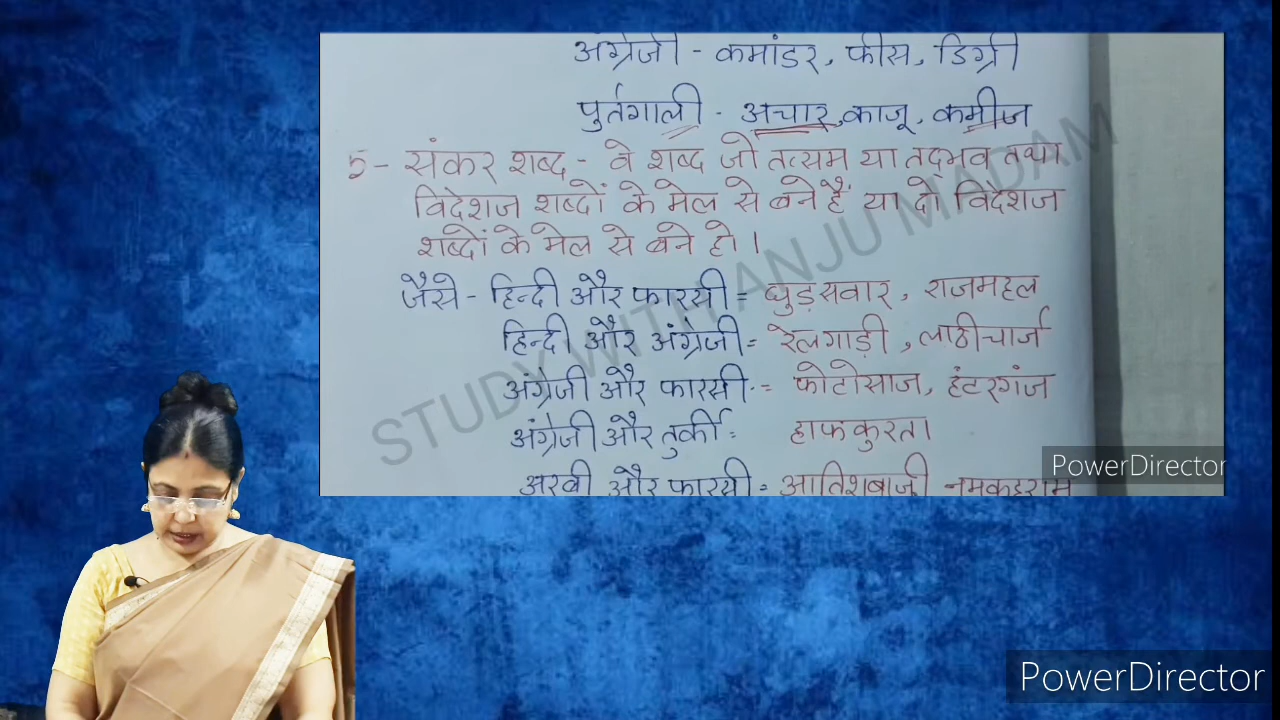 अंग्रेजी - कमांडर, फीस, डिग्री
पुर्तगाली - अचार, काजू, कमीज
5- संकर शब्द - वे शब्द जो तत्सम या तद्भव तथा
विदेशज शब्दों के मेल से बने हैं या दो विदेशज
शब्दों के मेल से बने हो ।
जैसे - हिन्दी और फारसी = घुड़सवार, राजमहल
हिन्दी और अंग्रेजी = रेलगाड़ी, लाठीचार्ज
अंग्रेजी और फारसी = फोटोसाज, हंटरगंज
अंग्रेजी और तुर्की = हाफकुरता
अरबी और फारसी = आतिशबाजी नमकहराम
STUDY WITH ANJU MADAM
PowerDirector
PowerDirector